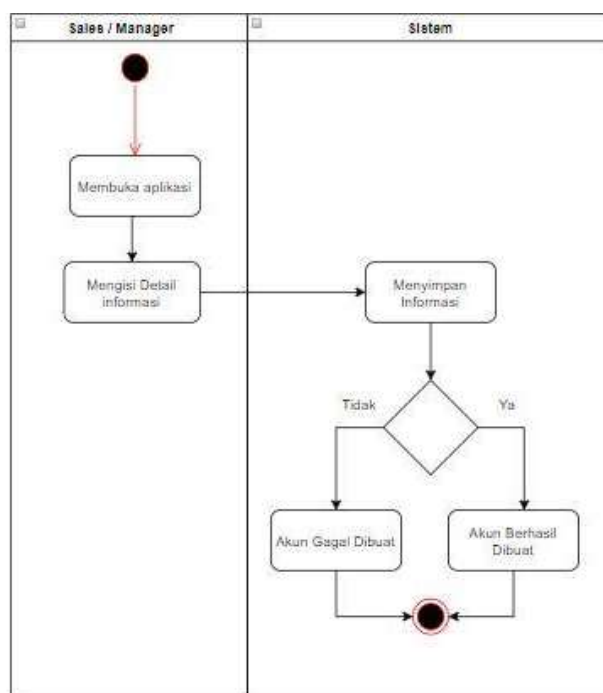 Sales / Manager
Sistem
Membuka aplikasi
Mengisi Detail
informasi
Menyimpan
Informasi
Tidak
Ya
Akun Gagal Dibuat
Akun Berhasil
Dibuat